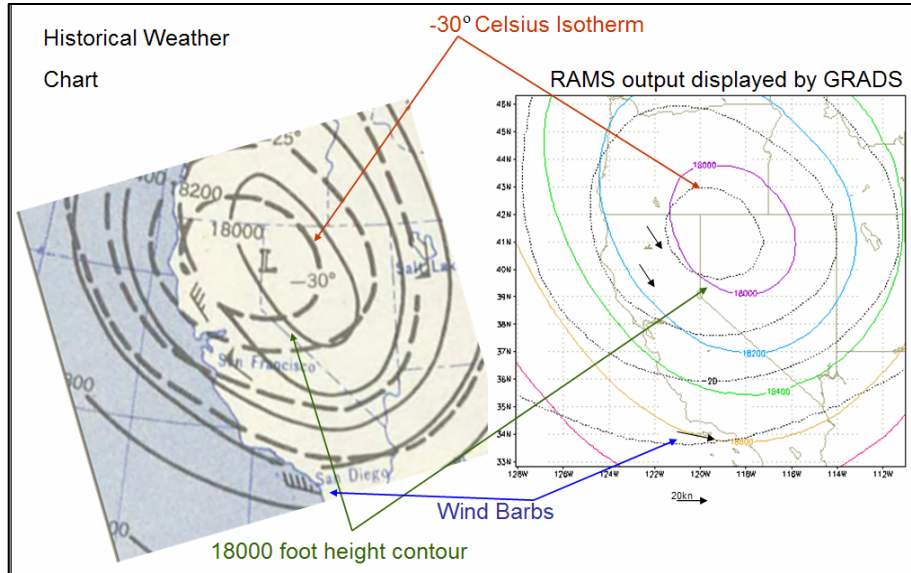 Historical Weather
Chart
-30° Celsius Isotherm
RAMS output displayed by GRADS
-25°
18200
18000
L
-30°
Salt Lak
San Francisco
San Diego
46N
45N
44N
43N
42N
41N
40N
39N
38N
37N
36N
35N
34N
33N
18000
18000
18200
-20
18400
18600
128W
126W
124W
122W
120W
118W
116W
114W
112W
20kn
Wind Barbs
18000 foot height contour